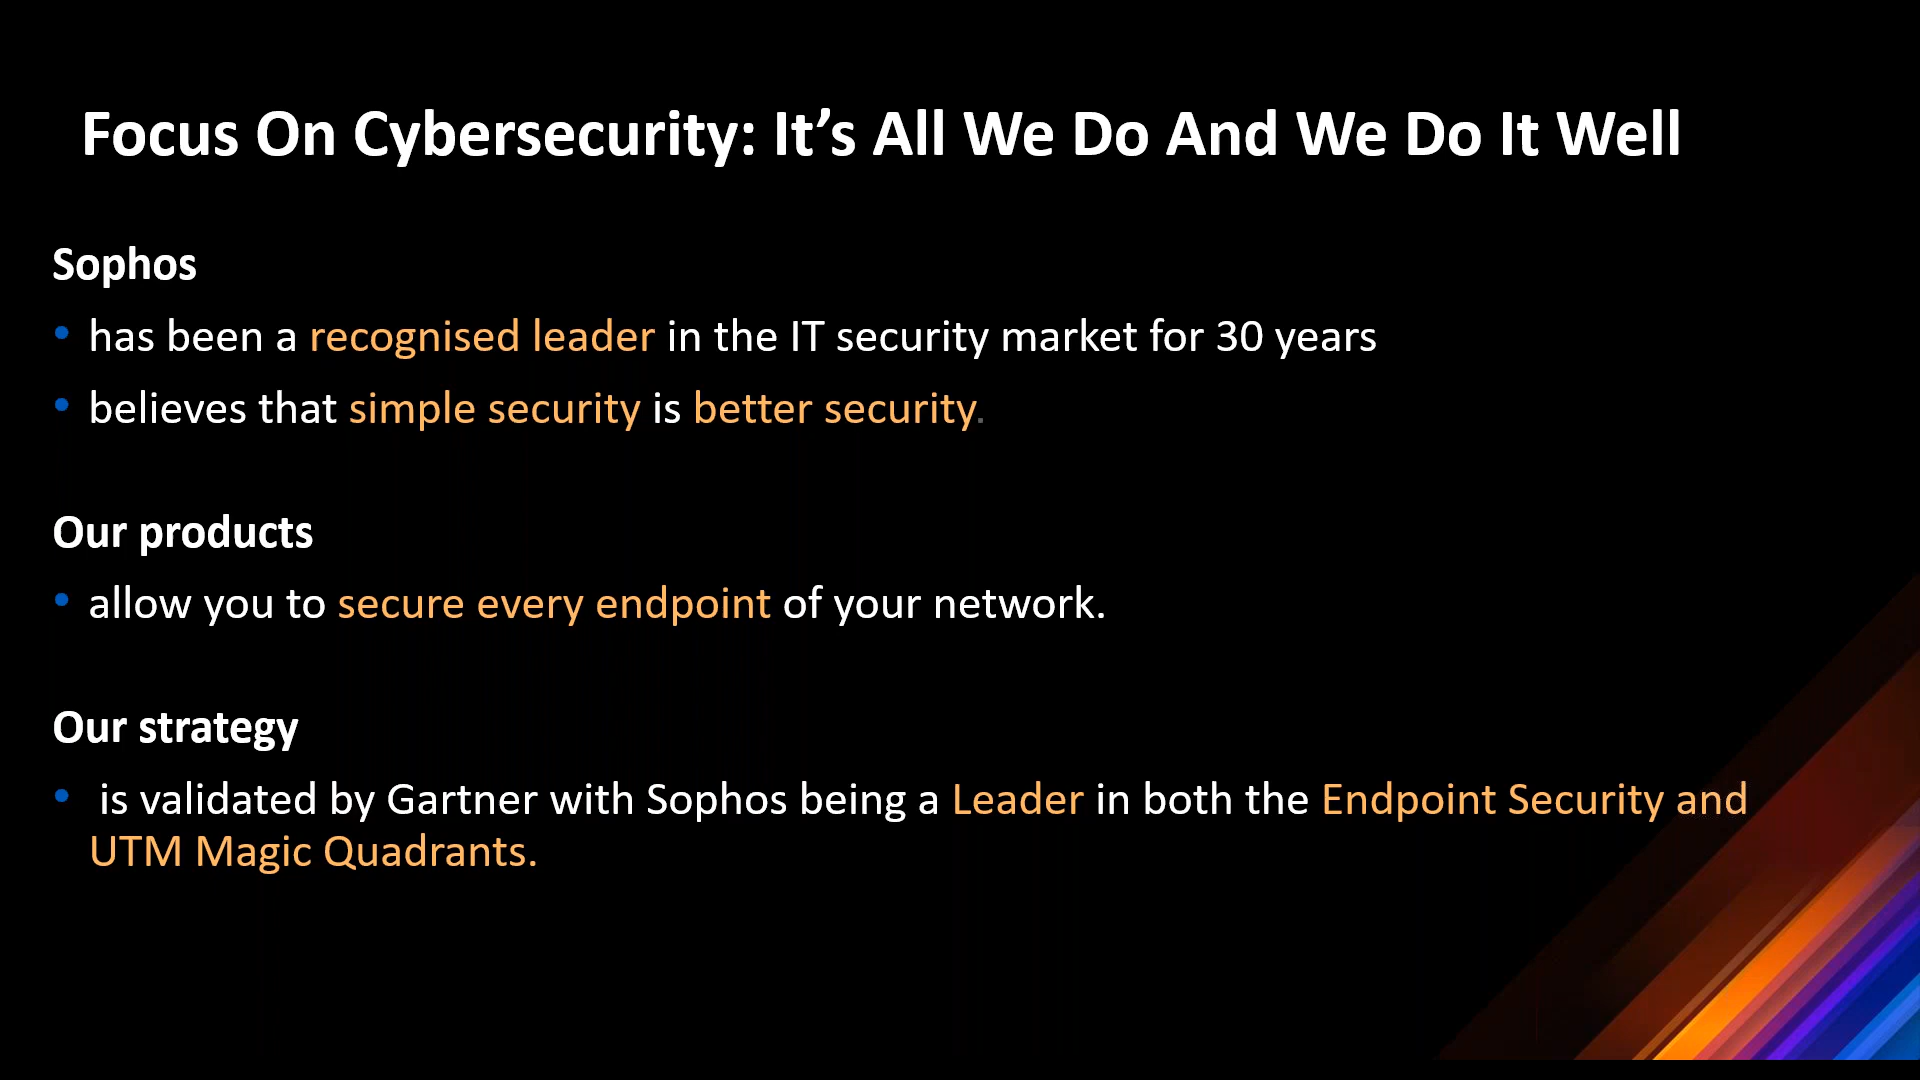 Focus On Cybersecurity: It’s All We Do And We Do It Well
Sophos
• has been a recognised leader in the IT security market for 30 years
• believes that simple security is better security.
Our products
• allow you to secure every endpoint of your network.
Our strategy
• is validated by Gartner with Sophos being a Leader in both the Endpoint Security and
UTM Magic Quadrants.